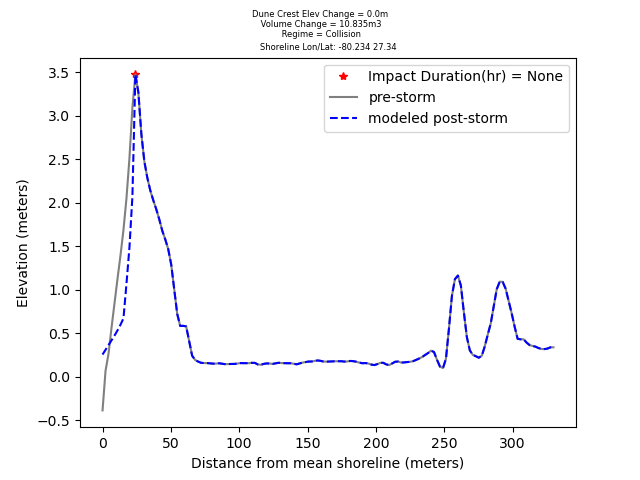 Dune Crest Elev Change = 0.0m
Volume Change = 10.835m3
Regime = Collision
Shoreline Lon/Lat: -80.234 27.34
Impact Duration(hr) = None
pre-storm
modeled post-storm
3.5
3.0
2.5
2.0
1.5
1.0
0.5
0.0
−0.5
Elevation (meters)
0 50 100 150 200 250 300
Distance from mean shoreline (meters)